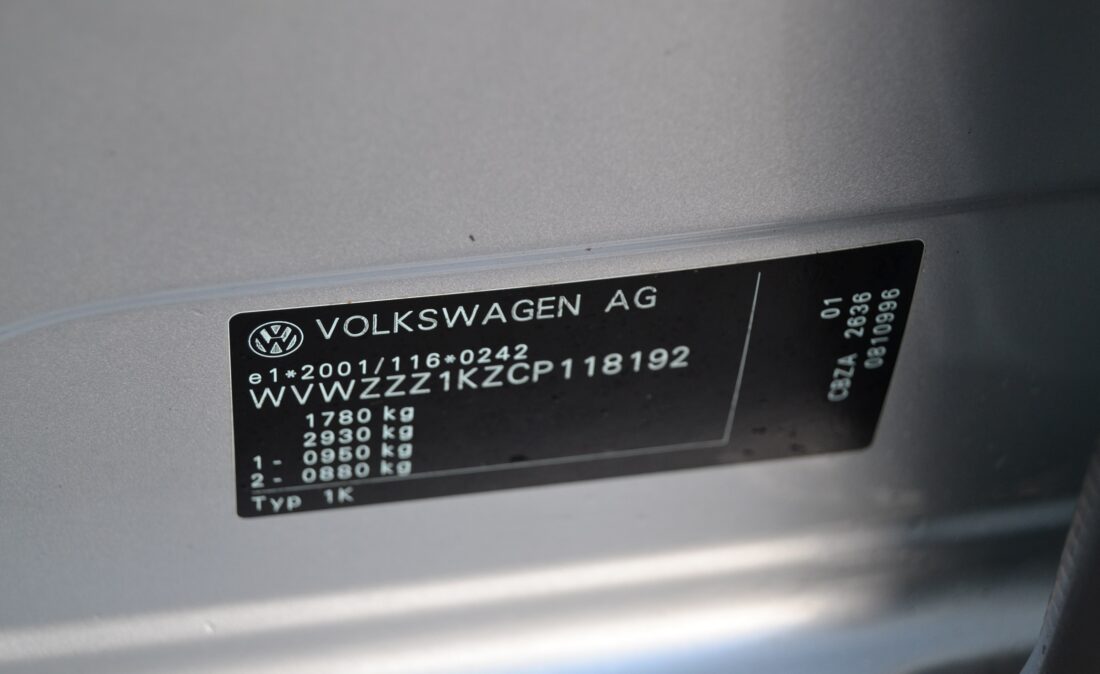 VOLKSWAGEN AG
e1*2001/116*0242
WVWZZZ1KZCP118192
1780 kg
2930 kg
1- 0950 kg
2- 0880 kg
Typ 1K
01
CBZA 2636
0810996